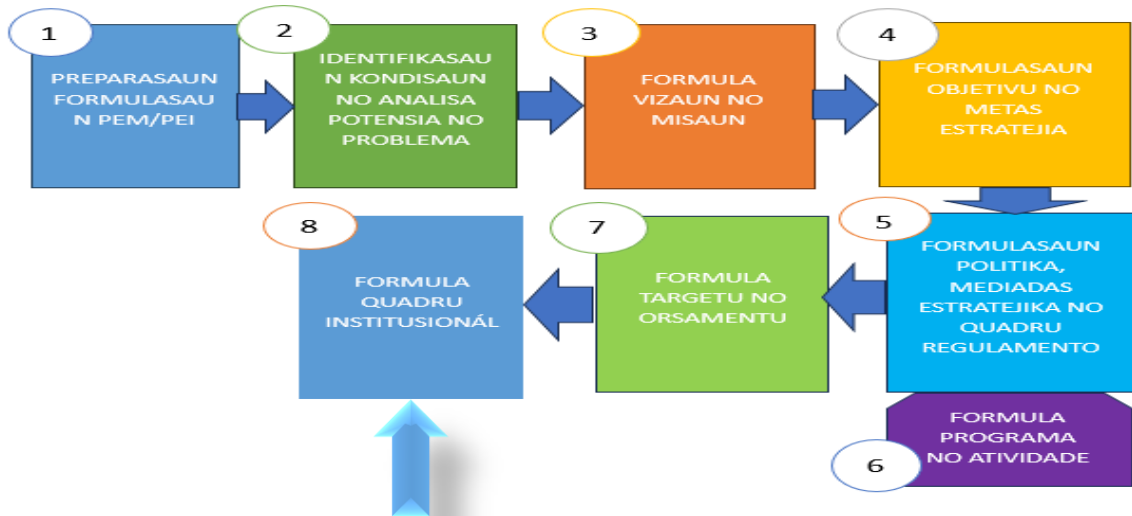 1
PREPARASAUN
FORMULASAU
N PEM/PEI
2
IDENTIFIKASAU
N KONDISAUN
NO ANALISA
POTENSIA NO
PROBLEMA
3
FORMULA
VIZAUN NO
MISAUN
4
FORMULASAUN
OBJETIVU NO
METAS
ESTRATEJIA
5
FORMULASAUN
POLITIKA,
MEDIADAS
ESTRATEJIKA NO
QUADRU
REGULAMENTO
6
FORMULA
PROGRAMA
NO ATIVIDADE
7
FORMULA
TARGETU NO
ORSAMENTU
8
FORMULA
QUADRU
INSTITUSIONÁL